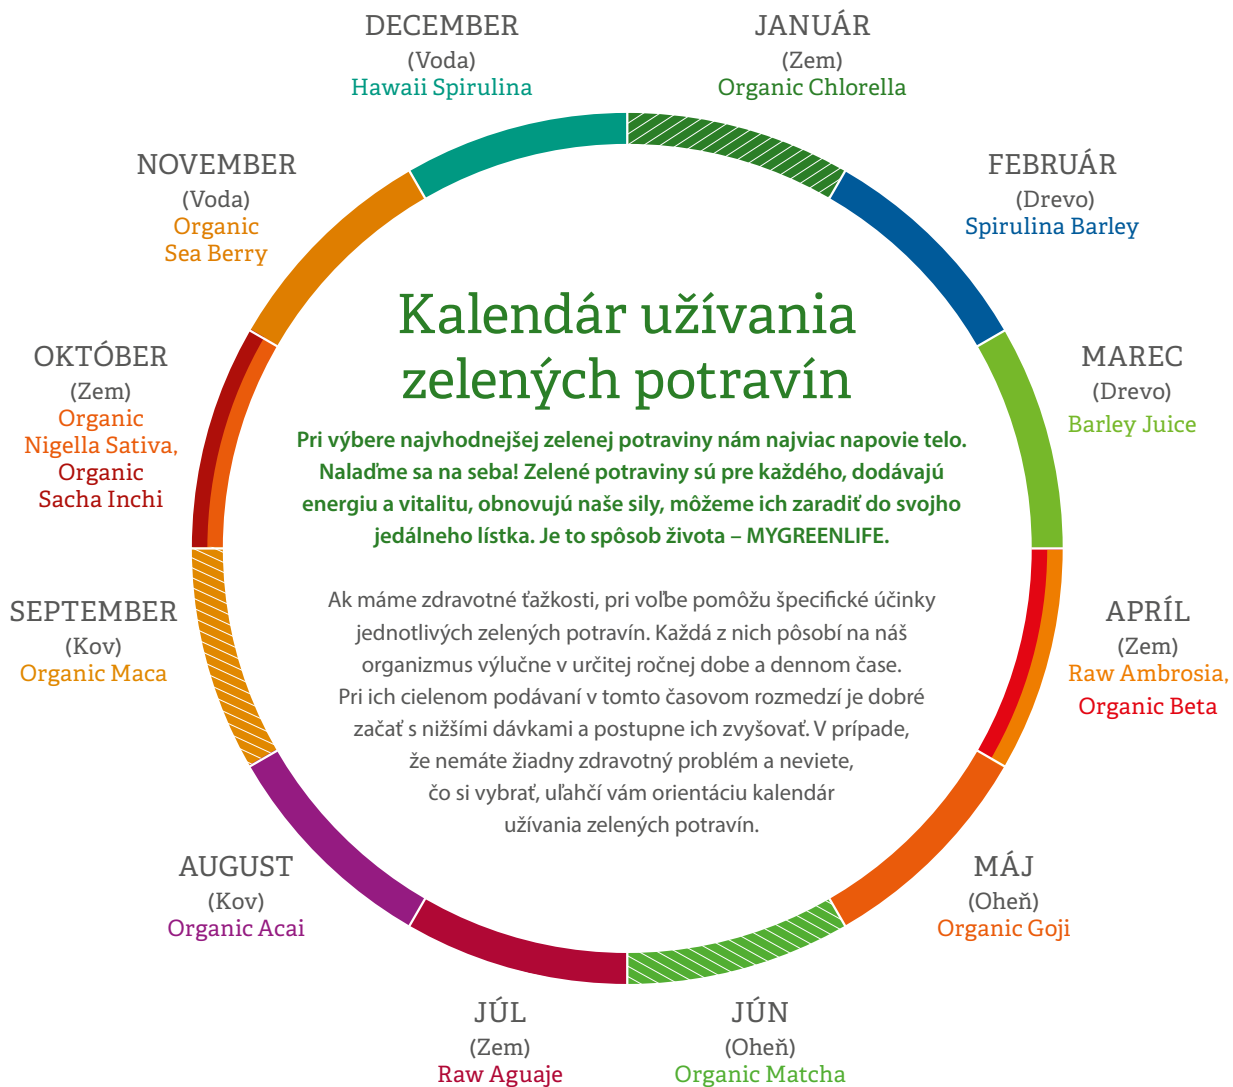 DECEMBER
(Voda)
Hawaii Spirulina
JANUÁR
(Zem)
Organic Chlorella
FEBRUÁR
(Drevo)
Spirulina Barley
MAREC
(Drevo)
Barley Juice
APRÍL
(Zem)
Raw Ambrosia,
Organic Beta
MÁJ
(Oheň)
Organic Goji
JÚN
(Oheň)
Organic Matcha
JÚL
(Zem)
Raw Aguaje
AUGUST
(Kov)
Organic Acai
SEPTEMBER
(Kov)
Organic Maca
OKTÓBER
(Zem)
Organic
Nigella Sativa,
Organic
Sacha Inchi
NOVEMBER
(Voda)
Organic
Sea Berry
Kalendár užívania
zelených potravín
Pri výbere najvhodnejšej zelenej potraviny nám najviac napovie telo.
Nalaďme sa na seba! Zelené potraviny sú pre každého, dodávajú
energiu a vitalitu, obnovujú naše sily, môžeme ich zaradiť do svojho
jedálneho lístka. Je to spôsob života – MYGREENLIFE.
Ak máme zdravotné ťažkosti, pri voľbe pomôžu špecifické účinky
jednotlivých zelených potravín. Každá z nich pôsobí na náš
organizmus výlučne v určitej ročnej dobe a dennom čase.
Pri ich cielenom podávaní v tomto časovom rozmedzí je dobré
začať s nižšími dávkami a postupne ich zvyšovať. V prípade,
že nemáte žiadny zdravotný problém a neviete,
čo si vybrať, uľahčí vám orientáciu kalendár
užívania zelených potravín.